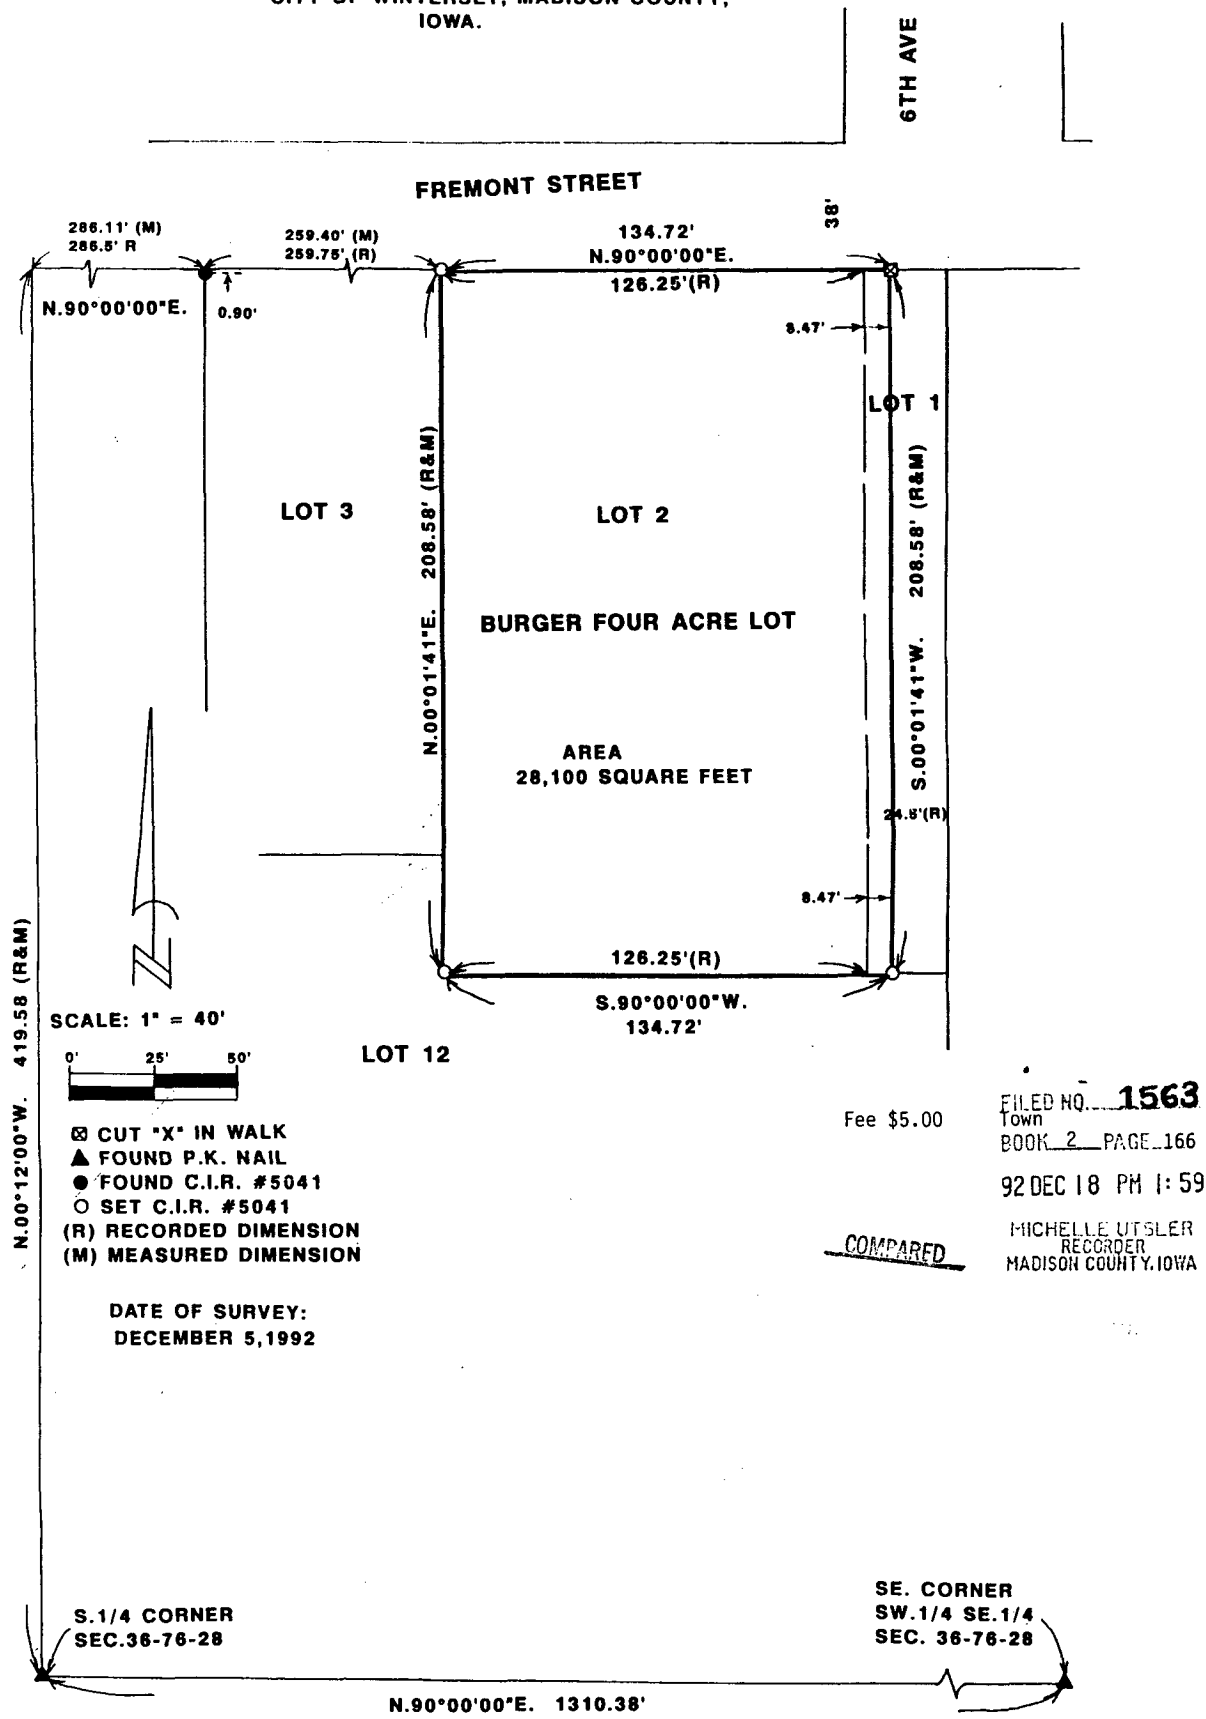 CITY OF WINTERSET, MADISON COUNTY,
IOWA.
6TH AVE
FREMONT STREET
38'
286.11' (M)
286.5' R
259.40' (M)
259.75' (R)
134.72'
N.90°00'00"E.
126.25'(R)
N.90°00'00"E.
0.90'
8.47'
LOT 1
LOT 3
LOT 2
N.00°01'41"E. 208.58' (R&M)
S.00°01'41"W. 208.58' (R&M)
BURGER FOUR ACRE LOT
AREA
28,100 SQUARE FEET
24.8'(R)
8.47'
126.25'(R)
S.90°00'00"W.
134.72'
N.00°12'00"W. 419.58 (R&M)
N
SCALE: 1" = 40'
0' 25' 50'
LOT 12
CUT "X" IN WALK
FOUND P.K. NAIL
FOUND C.I.R. #5041
SET C.I.R. #5041
(R) RECORDED DIMENSION
(M) MEASURED DIMENSION
DATE OF SURVEY:
DECEMBER 5,1992
Fee $5.00
FILED NO. 1563
Town
BOOK 2 PAGE 166
92 DEC 18 PM 1:59
MICHELLE UTSLER
RECORDER
MADISON COUNTY, IOWA
COMPARED
S.1/4 CORNER
SEC.36-76-28
SE. CORNER
SW.1/4 SE.1/4
SEC. 36-76-28
N.90°00'00"E. 1310.38'